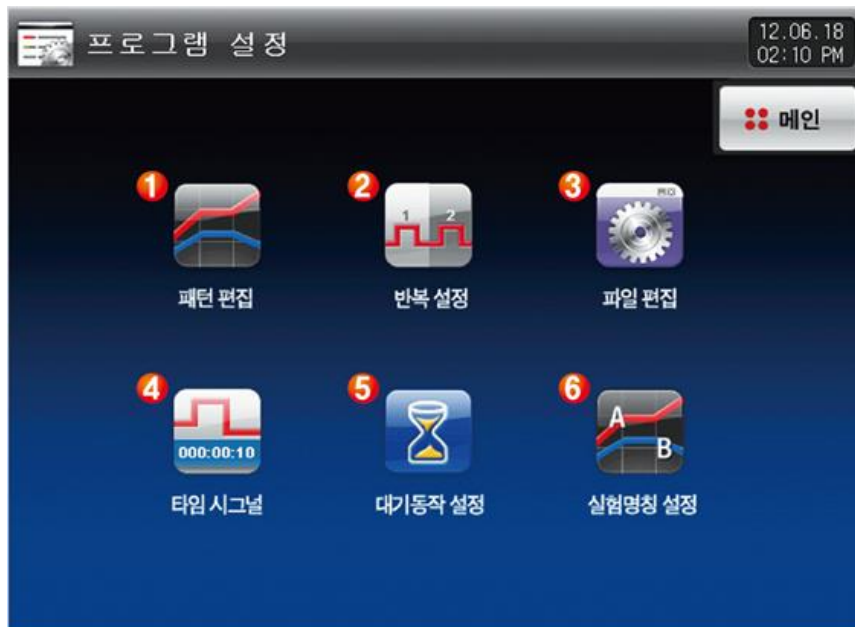 프로그램 설정
12.06.18
02:10 PM
메인
1
2
3
1 2
패턴 편집
반복 설정
파일 편집
4
5
6
000:00:10
A
B
타임 시그널
대기동작 설정
실험명칭 설정